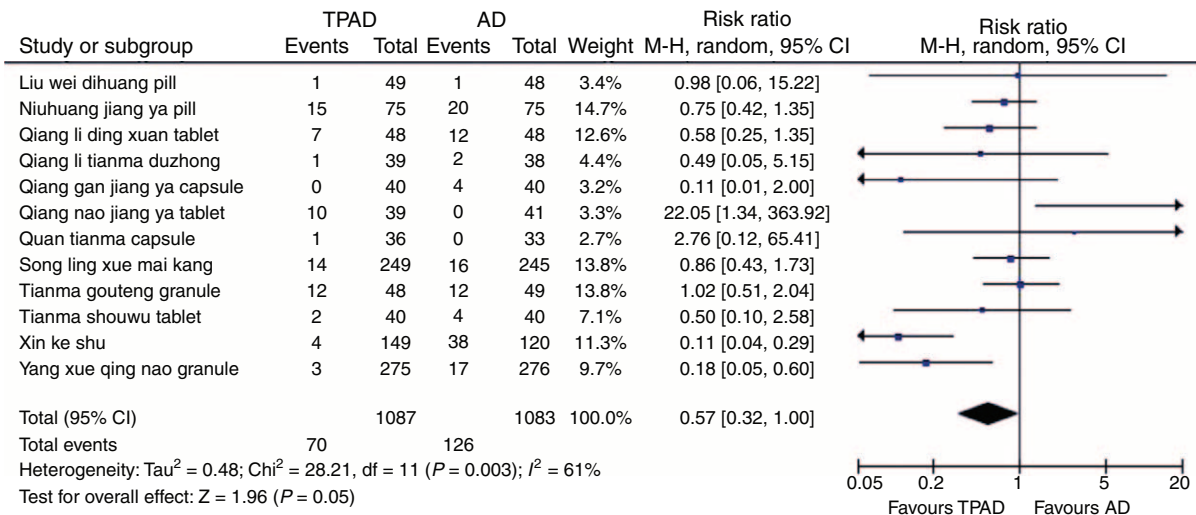 TPAD AD Risk ratio Risk ratio
Study or subgroup Events Total Events Total Weight M-H, random, 95% CI M-H, random, 95% CI
Liu wei dihuang pill 1 49 1 48 3.4% 0.98 [0.06, 15.22]
Niuhuang jiang ya pill 15 75 20 75 14.7% 0.75 [0.42, 1.35]
Qiang li ding xuan tablet 7 48 12 48 12.6% 0.58 [0.25, 1.35]
Qiang li tianma duzhong 1 39 2 38 4.4% 0.49 [0.05, 5.15]
Qiang gan jiang ya capsule 0 40 4 40 3.2% 0.11 [0.01, 2.00]
Qiang nao jiang ya tablet 10 39 0 41 3.3% 22.05 [1.34, 363.92]
Quan tianma capsule 1 36 0 33 2.7% 2.76 [0.12, 65.41]
Song ling xue mai kang 14 249 16 245 13.8% 0.86 [0.43, 1.73]
Tianma gouteng granule 12 48 12 49 13.8% 1.02 [0.51, 2.04]
Tianma shouwu tablet 2 40 4 40 7.1% 0.50 [0.10, 2.58]
Xin ke shu 4 149 38 120 11.3% 0.11 [0.04, 0.29]
Yang xue qing nao granule 3 275 17 276 9.7% 0.18 [0.05, 0.60]
Total (95% CI) 1087 1083 100.0% 0.57 [0.32, 1.00]
Total events 70 126
Heterogeneity: Tau² = 0.48; Chi² = 28.21, df = 11 (P = 0.003); I² = 61%
Test for overall effect: Z = 1.96 (P = 0.05)
0.05 0.2 1 5 20
Favours TPAD Favours AD